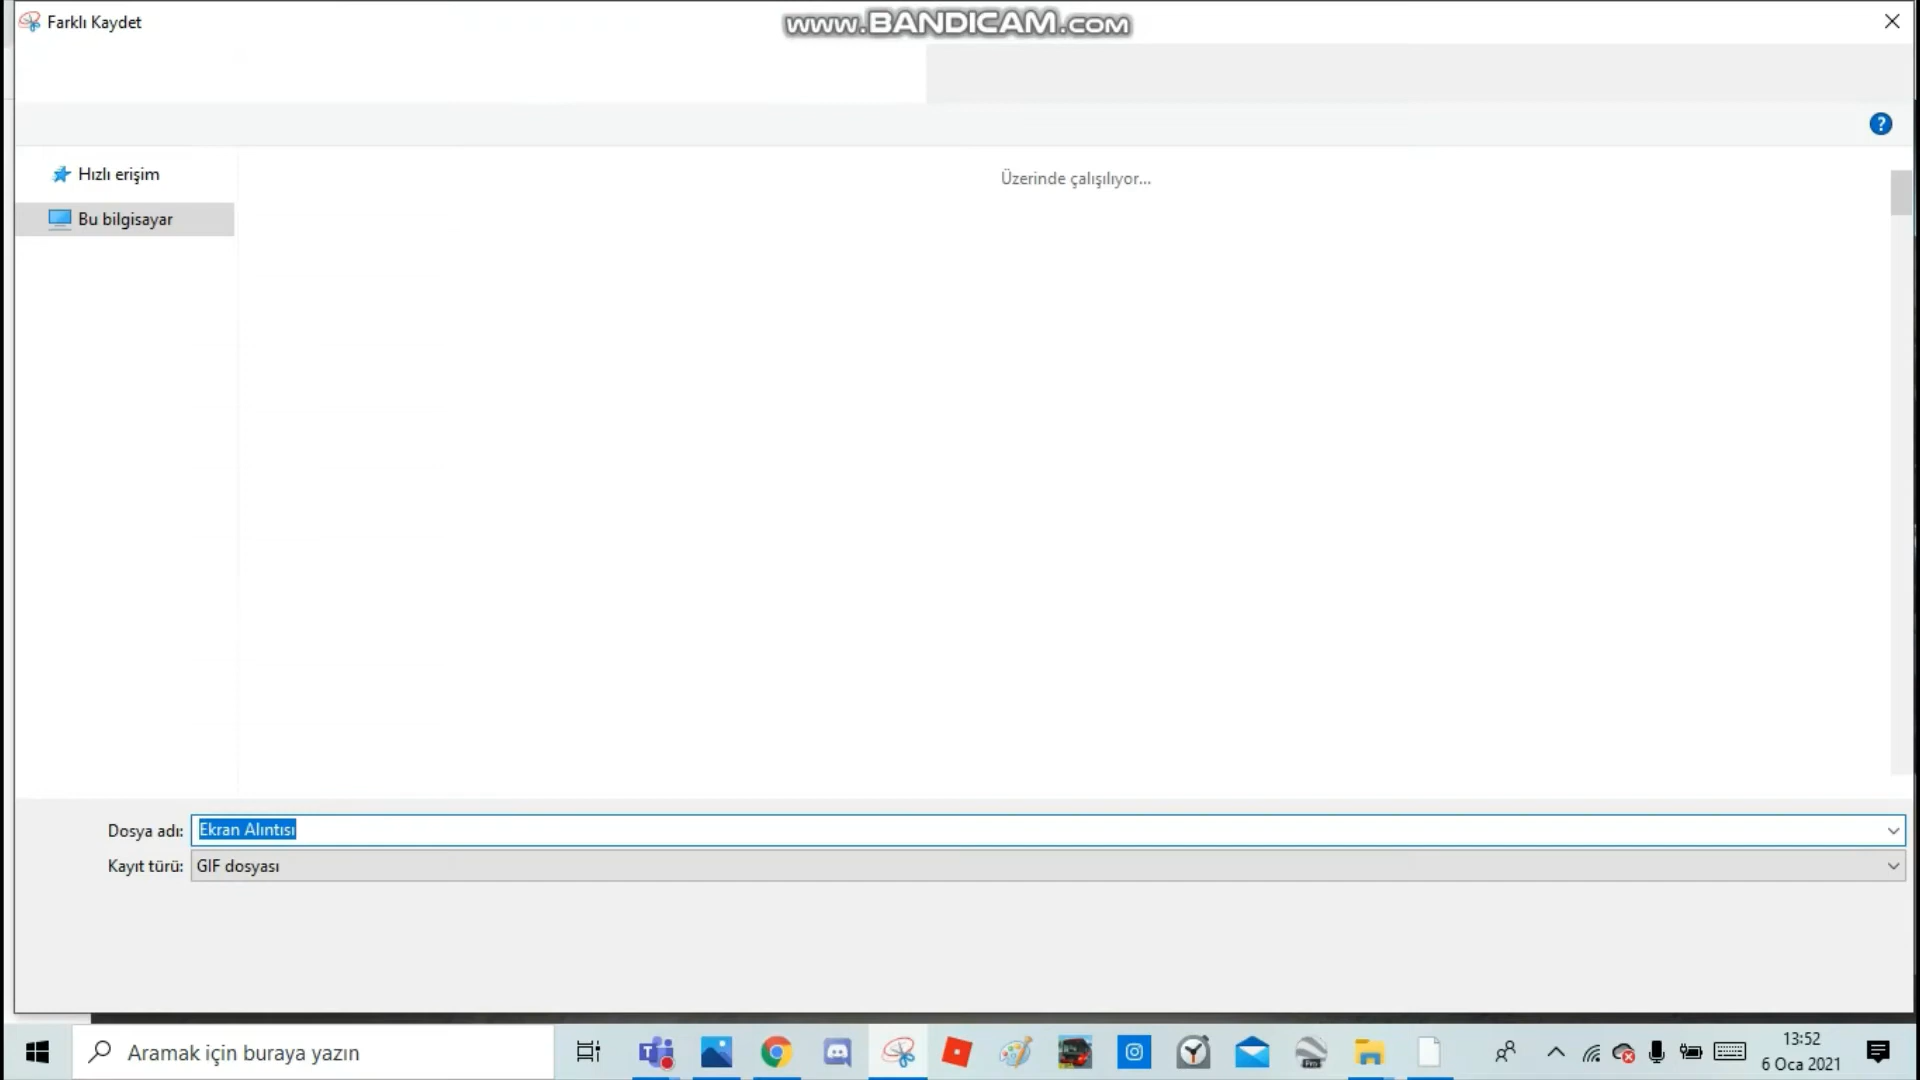 Farklı Kaydet
www.BANDICAM.com
?
Hızlı erişim
Üzerinde çalışılıyor...
Bu bilgisayar
Dosya adı: Ekran Alıntısı
Kayıt türü: GIF dosyası
Aramak için buraya yazın
13:52
6 Oca 2021